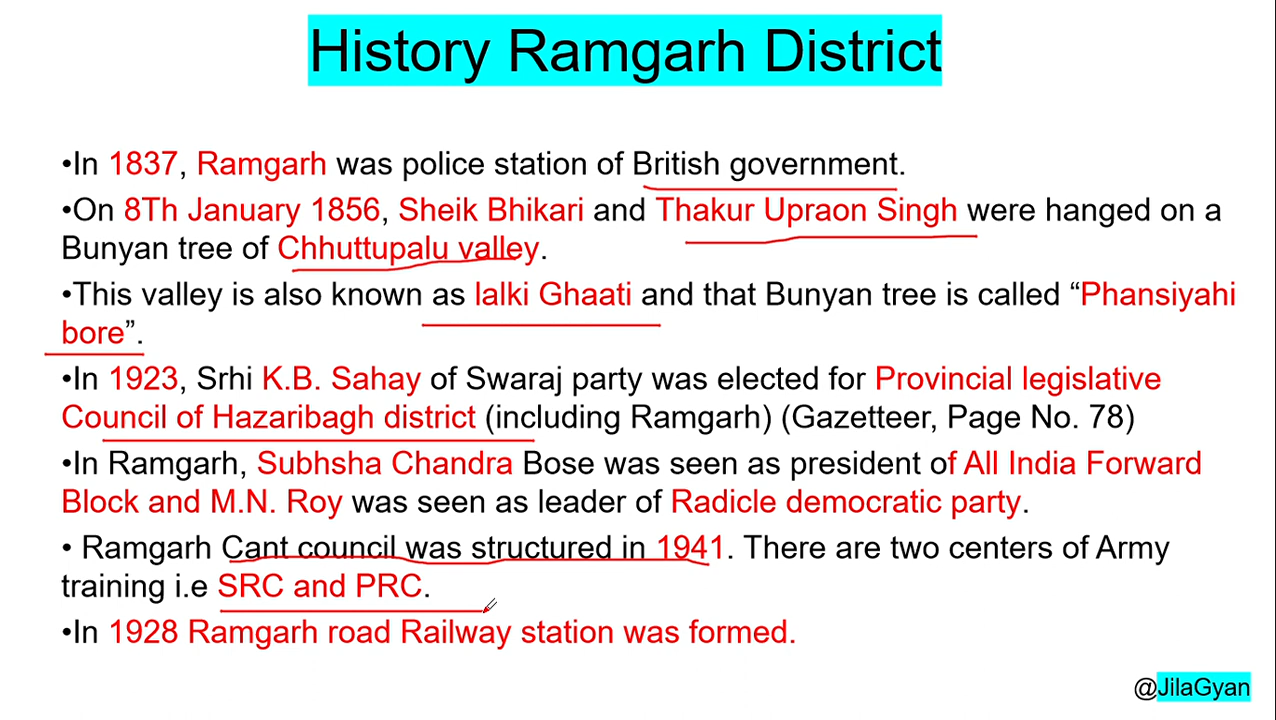 History Ramgarh District
•In 1837, Ramgarh was police station of British government.
•On 8Th January 1856, Sheik Bhikari and Thakur Upraon Singh were hanged on a
Bunyan tree of Chhuttupalu valley.
•This valley is also known as lalki Ghaati and that Bunyan tree is called “Phansiyahi
bore”.
•In 1923, Srhi K.B. Sahay of Swaraj party was elected for Provincial legislative
Council of Hazaribagh district (including Ramgarh) (Gazetteer, Page No. 78)
•In Ramgarh, Subhsha Chandra Bose was seen as president of All India Forward
Block and M.N. Roy was seen as leader of Radicle democratic party.
• Ramgarh Cant council was structured in 1941. There are two centers of Army
training i.e SRC and PRC.
•In 1928 Ramgarh road Railway station was formed.
@JilaGyan